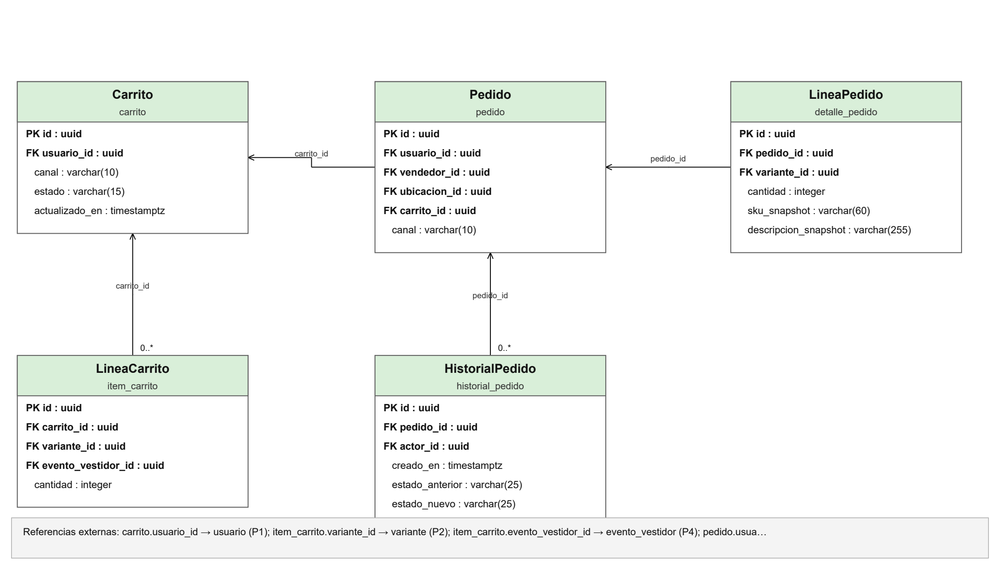 Carrito
carrito
PK id : uuid
FK usuario_id : uuid
canal : varchar(10)
estado : varchar(15)
actualizado_en : timestamptz
carrito_id
Pedido
pedido
PK id : uuid
FK usuario_id : uuid
FK vendedor_id : uuid
FK ubicacion_id : uuid
FK carrito_id : uuid
canal : varchar(10)
pedido_id
LineaPedido
detalle_pedido
PK id : uuid
FK pedido_id : uuid
FK variante_id : uuid
cantidad : integer
sku_snapshot : varchar(60)
descripcion_snapshot : varchar(255)
carrito_id
0..*
pedido_id
0..*
LineaCarrito
item_carrito
PK id : uuid
FK carrito_id : uuid
FK variante_id : uuid
FK evento_vestidor_id : uuid
cantidad : integer
HistorialPedido
historial_pedido
PK id : uuid
FK pedido_id : uuid
FK actor_id : uuid
creado_en : timestamptz
estado_anterior : varchar(25)
estado_nuevo : varchar(25)
Referencias externas: carrito.usuario_id → usuario (P1); item_carrito.variante_id → variante (P2); item_carrito.evento_vestidor_id → evento_vestidor (P4); pedido.usua…